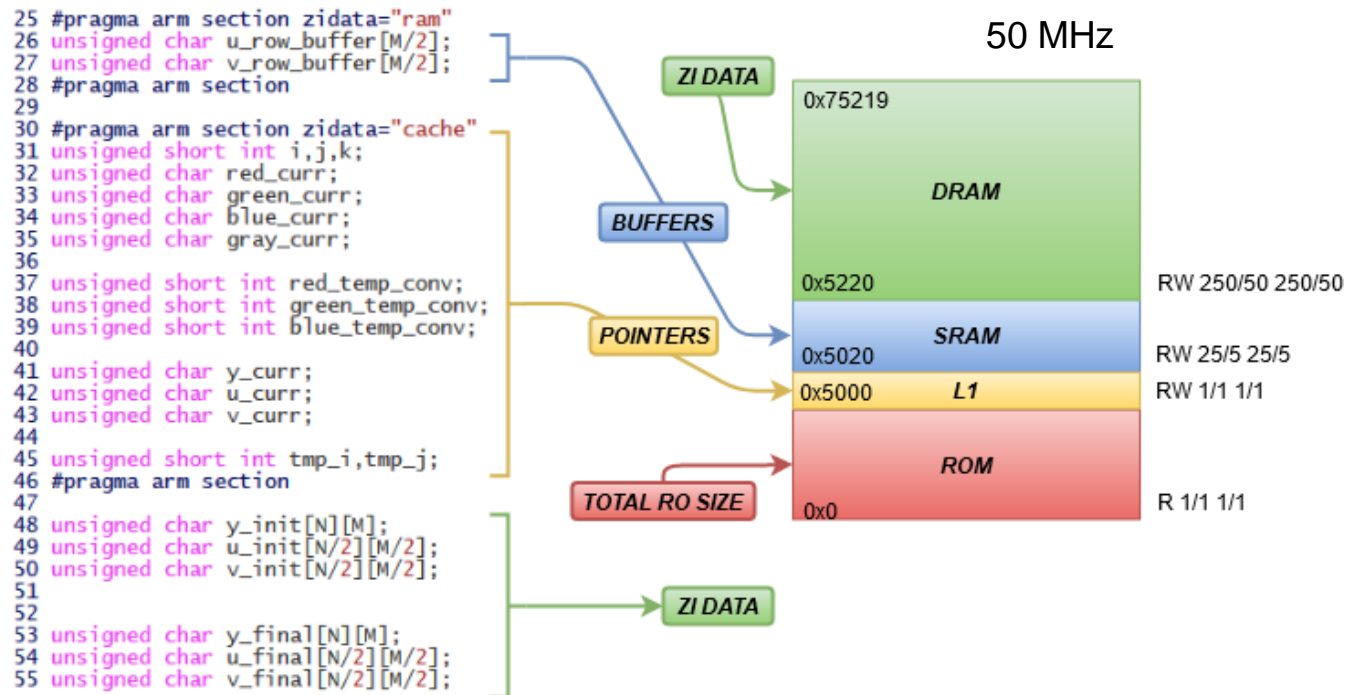 25 #pragma arm section zidata="ram"
26 unsigned char u_row_buffer[M/2];
27 unsigned char v_row_buffer[M/2];
28 #pragma arm section
29
30 #pragma arm section zidata="cache"
31 unsigned short int i,j,k;
32 unsigned char red_curr;
33 unsigned char green_curr;
34 unsigned char blue_curr;
35 unsigned char gray_curr;
36
37 unsigned short int red_temp_conv;
38 unsigned short int green_temp_conv;
39 unsigned short int blue_temp_conv;
40
41 unsigned char y_curr;
42 unsigned char u_curr;
43 unsigned char v_curr;
44
45 unsigned short int tmp_i,tmp_j;
46 #pragma arm section
47
48 unsigned char y_init[N][M];
49 unsigned char u_init[N/2][M/2];
50 unsigned char v_init[N/2][M/2];
51
52
53 unsigned char y_final[N][M];
54 unsigned char u_final[N/2][M/2];
55 unsigned char v_final[N/2][M/2];
ZI DATA
BUFFERS
POINTERS
TOTAL RO SIZE
ZI DATA
50 MHz
0x75219
DRAM
0x5220
RW 250/50 250/50
SRAM
0x5020
RW 25/5 25/5
0x5000
L1
RW 1/1 1/1
ROM
0x0
R 1/1 1/1